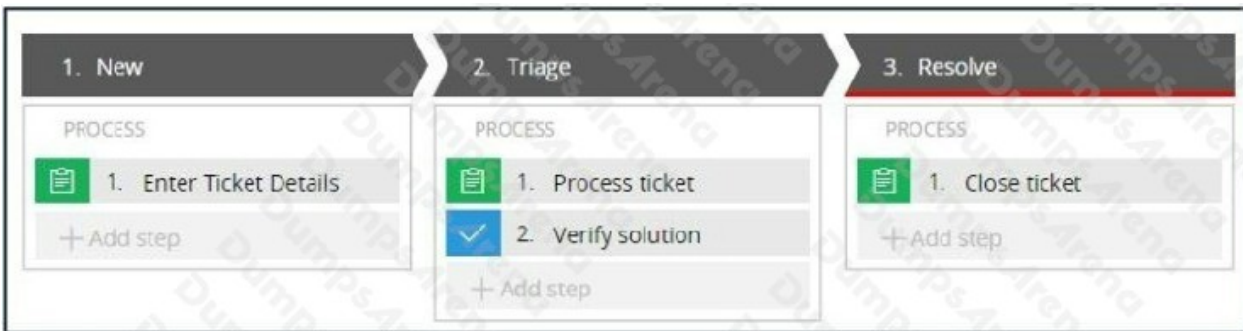 1. New
2. Triage
3. Resolve
PROCESS
1. Enter Ticket Details
+ Add step
PROCESS
1. Process ticket
2. Verify solution
+ Add step
PROCESS
1. Close ticket
+ Add step
DumpsArena